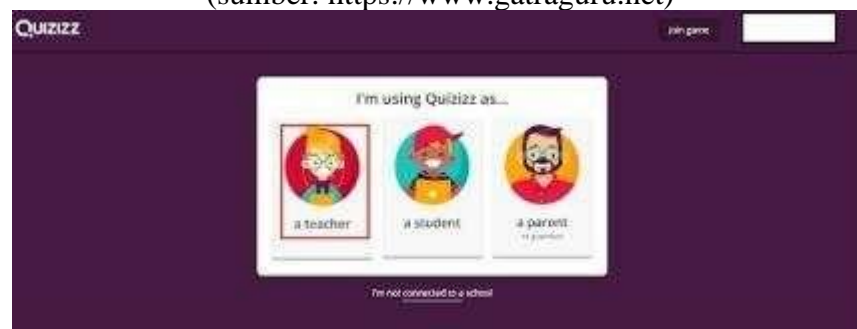 (sumber: https://www.gatraguru.net)
QUIZIZZ
Join game
I'm using Quizizz as...
a teacher
a student
a parent
I'm not connected to a school